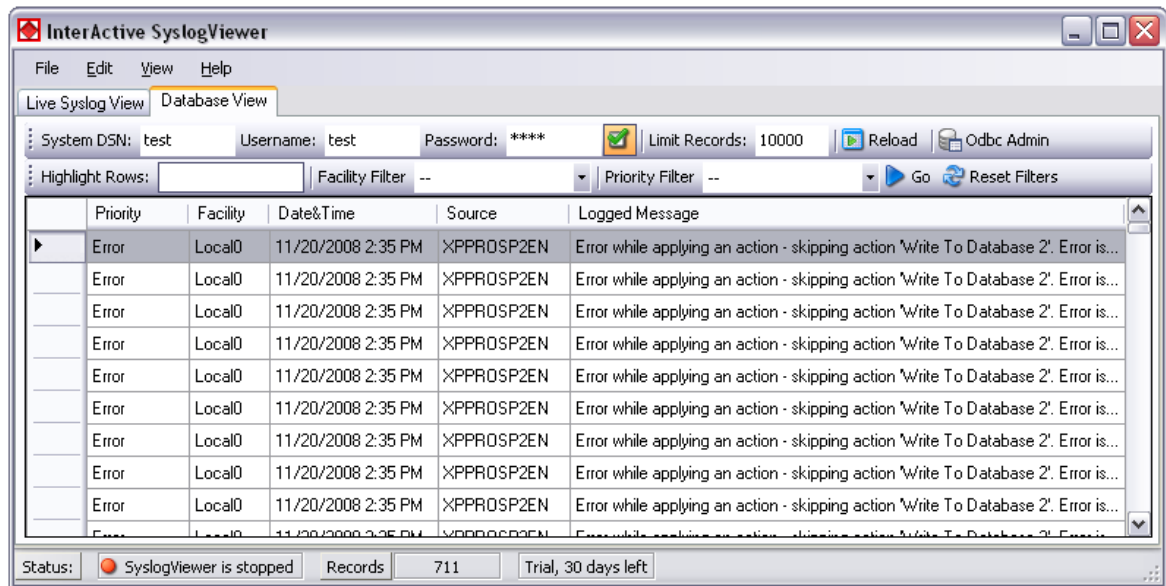 InterActive SyslogViewer
File Edit View Help
Live Syslog View Database View
System DSN: test Username: test Password: **** Limit Records: 10000 Reload Odbc Admin
Highlight Rows: Facility Filter -- Priority Filter -- Go Reset Filters
Priority Facility Date&Time Source Logged Message
Error Local0 11/20/2008 2:35 PM XPPROSP2EN Error while applying an action - skipping action 'Write To Database 2'. Error is...
Error Local0 11/20/2008 2:35 PM XPPROSP2EN Error while applying an action - skipping action 'Write To Database 2'. Error is...
Error Local0 11/20/2008 2:35 PM XPPROSP2EN Error while applying an action - skipping action 'Write To Database 2'. Error is...
Error Local0 11/20/2008 2:35 PM XPPROSP2EN Error while applying an action - skipping action 'Write To Database 2'. Error is...
Error Local0 11/20/2008 2:35 PM XPPROSP2EN Error while applying an action - skipping action 'Write To Database 2'. Error is...
Error Local0 11/20/2008 2:35 PM XPPROSP2EN Error while applying an action - skipping action 'Write To Database 2'. Error is...
Error Local0 11/20/2008 2:35 PM XPPROSP2EN Error while applying an action - skipping action 'Write To Database 2'. Error is...
Error Local0 11/20/2008 2:35 PM XPPROSP2EN Error while applying an action - skipping action 'Write To Database 2'. Error is...
Error Local0 11/20/2008 2:35 PM XPPROSP2EN Error while applying an action - skipping action 'Write To Database 2'. Error is...
Status: SyslogViewer is stopped Records 711 Trial, 30 days left